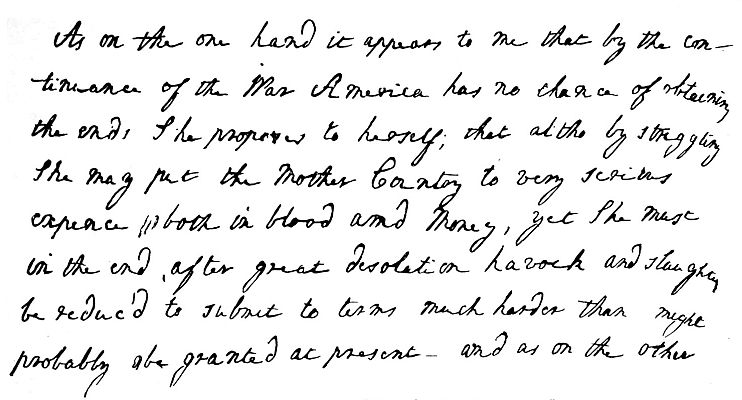 As on the one hand it appears to me that by the con-
tinuance of the War America has no chance of obtaining
the ends She proposes to herself; that altho by struggling
She may put the Mother Country to very serious
expence both in blood and Money, yet She must
in the end, after great desolation havock and slaughter
be reduc'd to submit to terms much harder than might
probably be granted at present - and as on the other